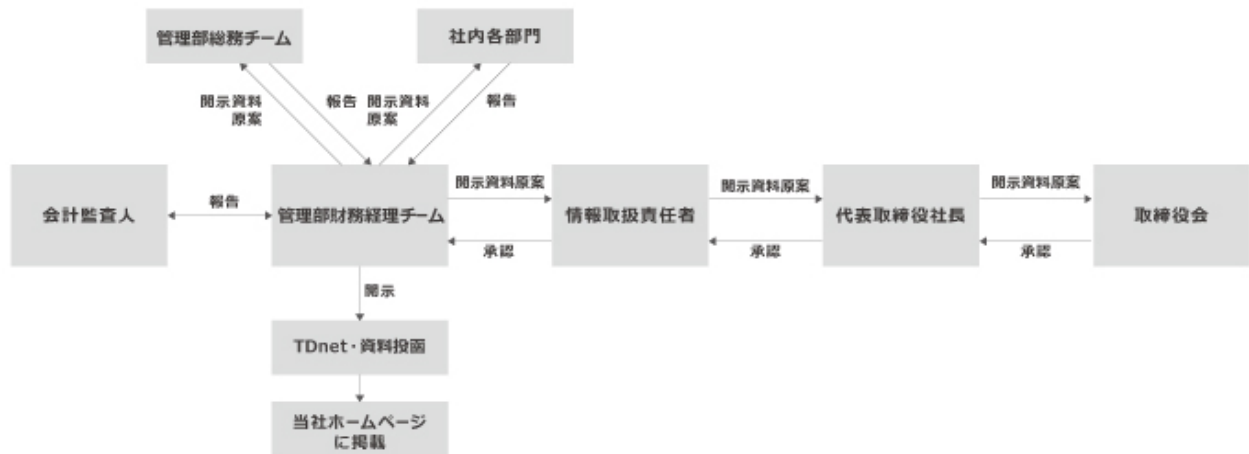 管理部総務チーム
社内各部門
開示資料
原案
報告
開示資料
原案
報告
会計監査人
報告
管理部財務経理チーム
開示資料原案
承認
情報取扱責任者
開示資料原案
承認
代表取締役社長
開示資料原案
承認
取締役会
開示
TDnet・資料投函
当社ホームページ
に掲載